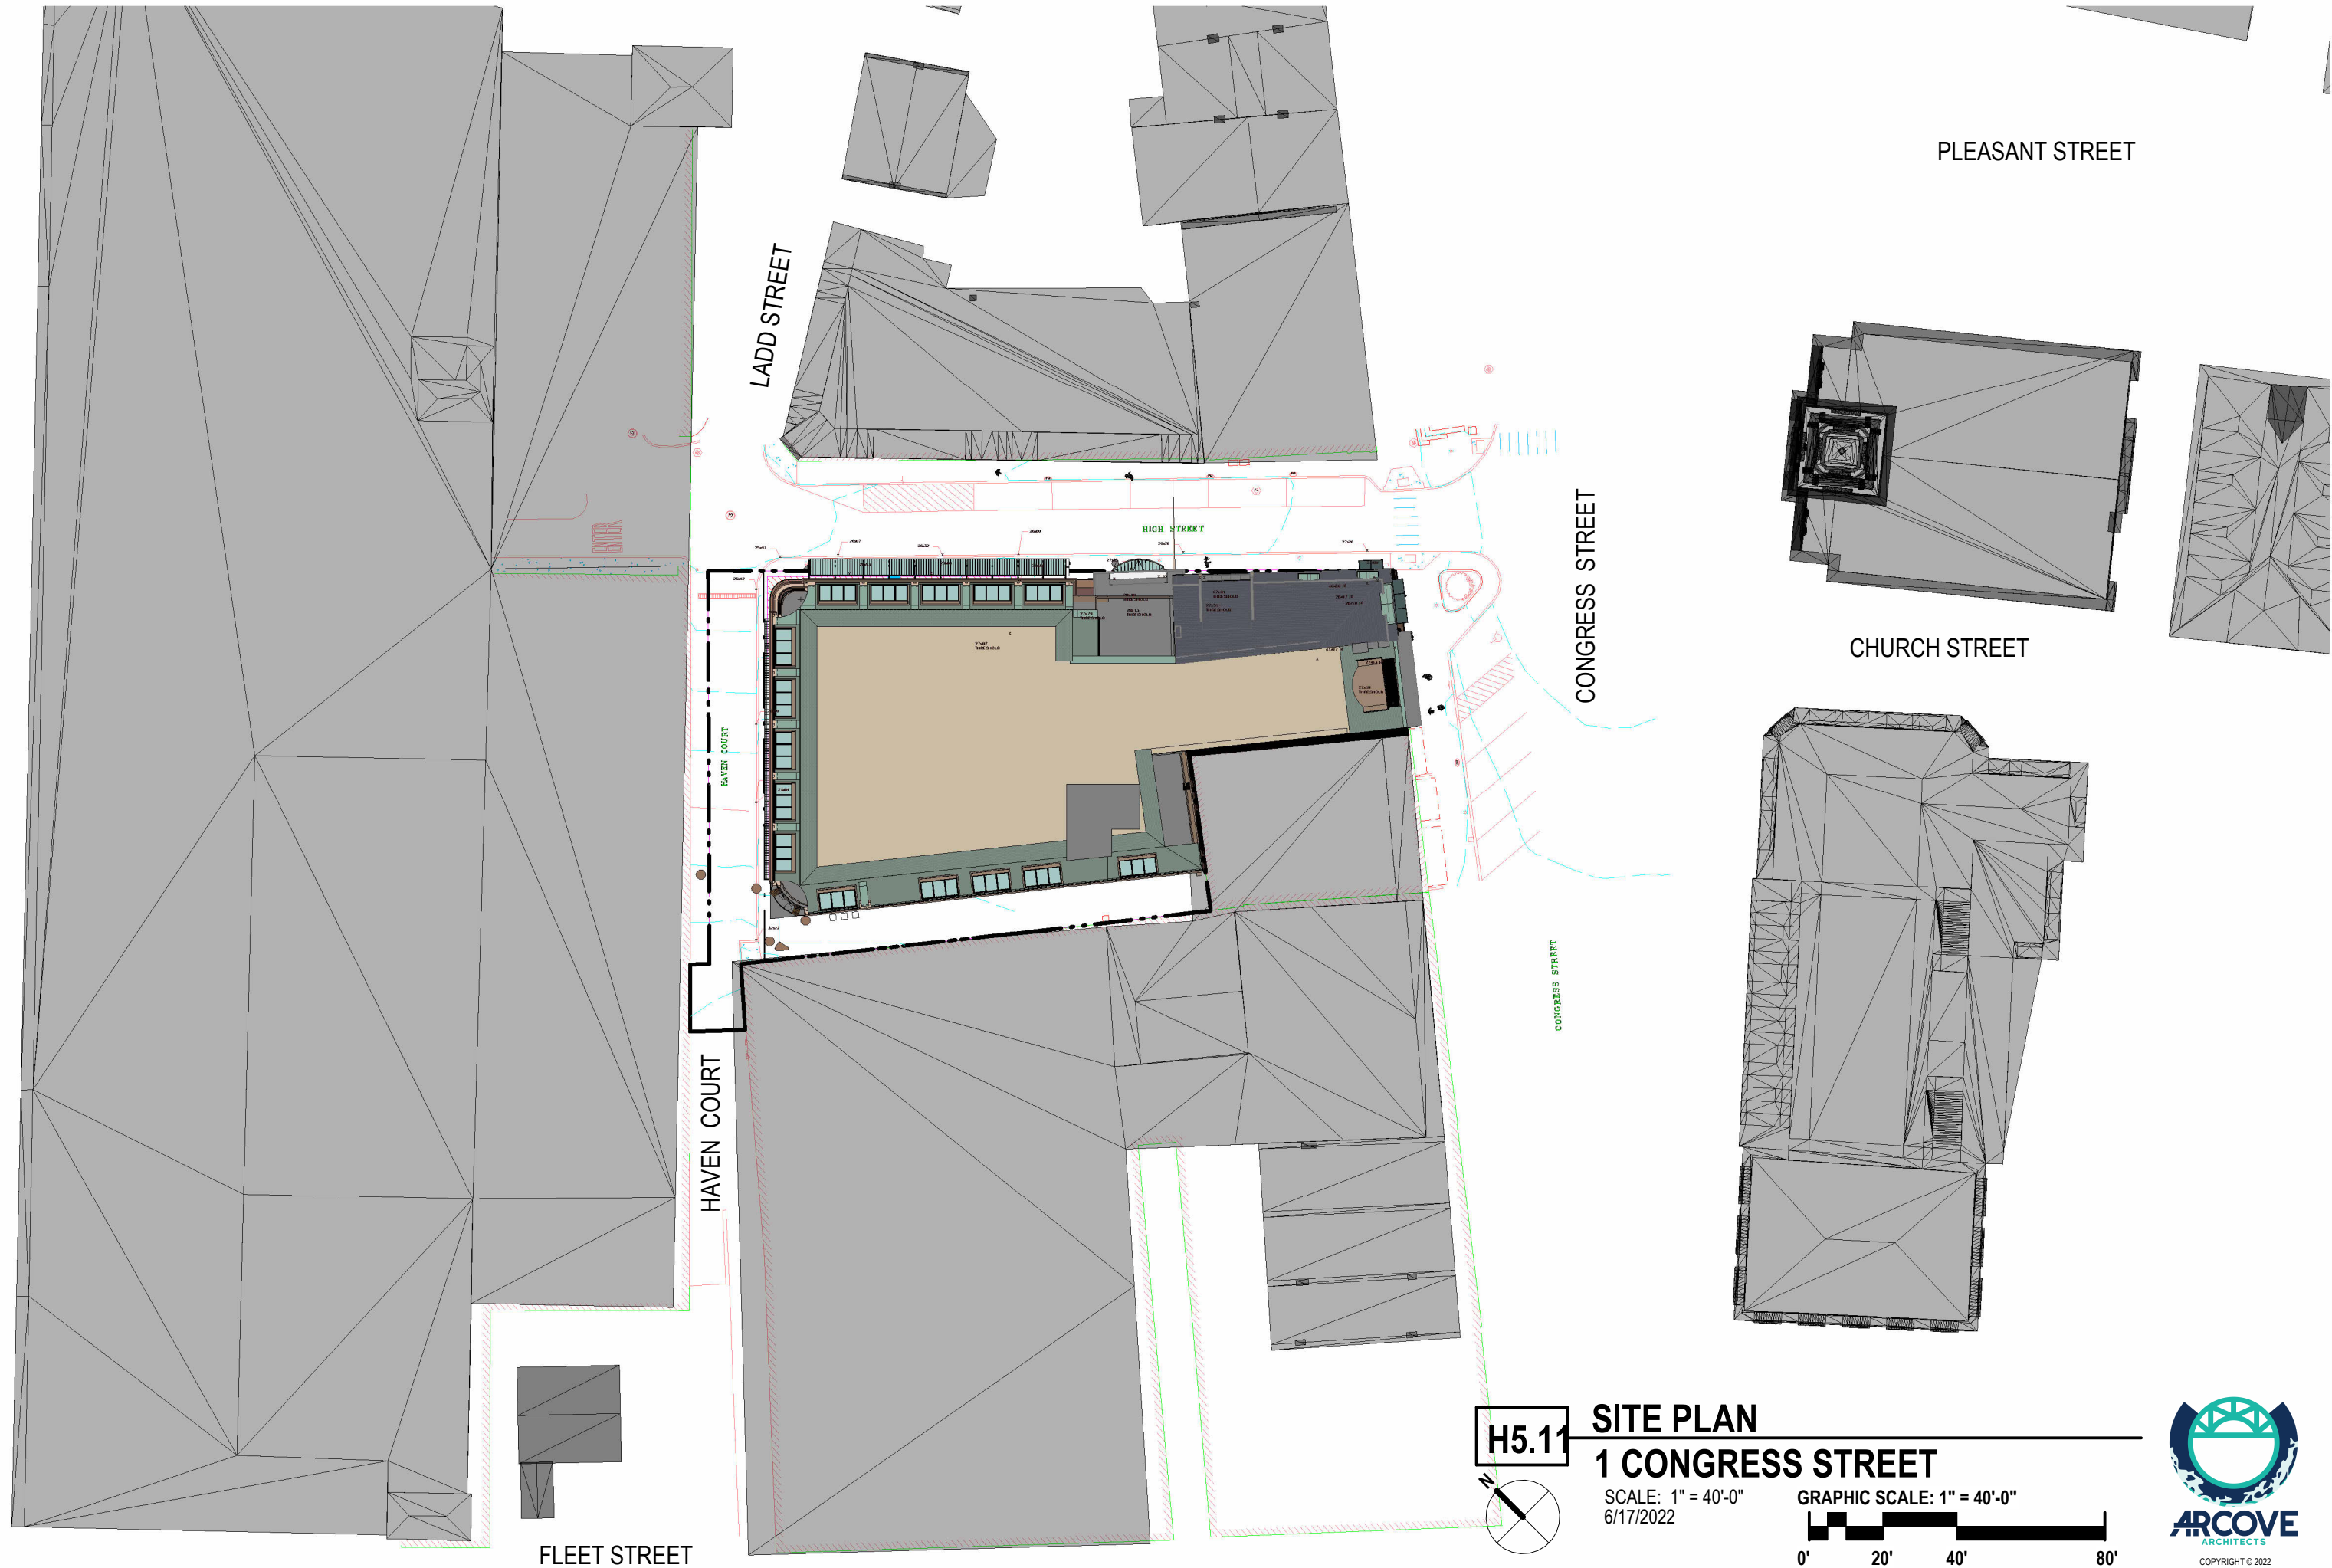 PLEASANT STREET
LADD STREET
ENTER
HIGH STREET
CONGRESS STREET
CHURCH STREET
HAVEN COURT
CONGRESS STREET
HAVEN COURT
FLEET STREET
H5.11
SITE PLAN
1 CONGRESS STREET
SCALE: 1" = 40'-0"
6/17/2022
N
GRAPHIC SCALE: 1" = 40'-0"
0' 20' 40' 80'
ARCOVE
ARCHITECTS
COPYRIGHT © 2022